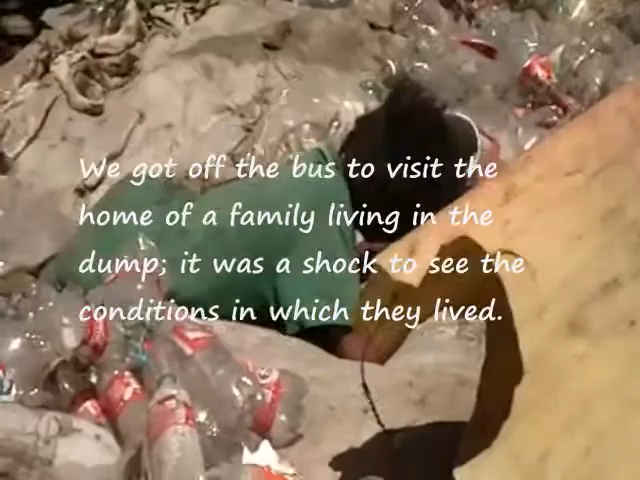 We got off the bus to visit the
home of a family living in the
dump; it was a shock to see the
conditions in which they lived.